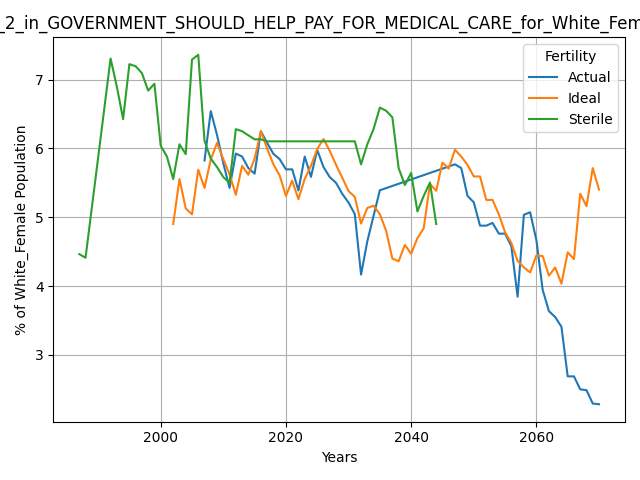 _2_in_GOVERNMENT_SHOULD_HELP_PAY_FOR_MEDICAL_CARE_for_White_Fem
Fertility
Actual
Ideal
Sterile
% of White_Female Population
7
6
5
4
3
2000
2020
2040
2060
Years